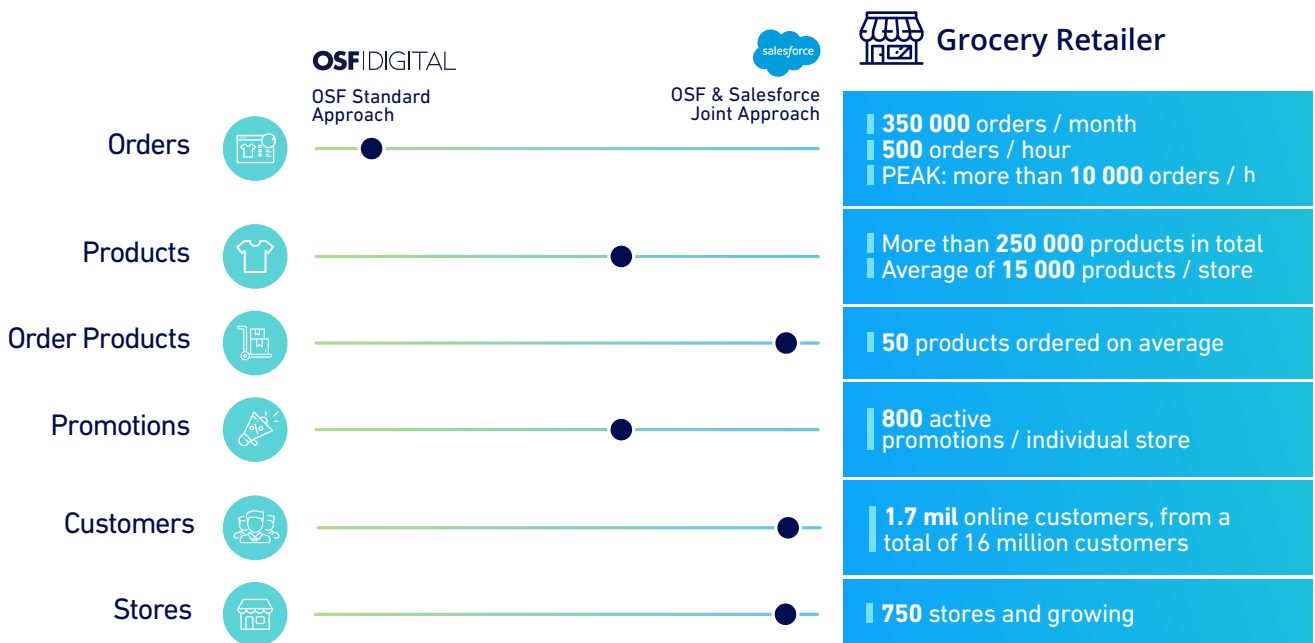 OSF DIGITAL
salesforce
Grocery Retailer
OSF Standard
Approach
OSF & Salesforce
Joint Approach
Orders
350 000 orders / month
500 orders / hour
PEAK: more than 10 000 orders / h
Products
More than 250 000 products in total
Average of 15 000 products / store
Order Products
50 products ordered on average
Promotions
800 active
promotions / individual store
Customers
1.7 mil online customers, from a
total of 16 million customers
Stores
750 stores and growing